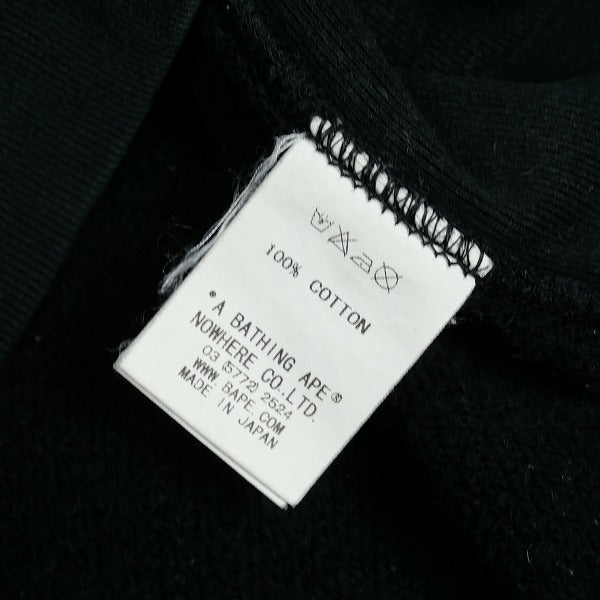 100% COTTON
®A BATHING APE®
NOWHERE CO.,LTD.
03 (5772) 2524
WWW. BAPE. COM
MADE IN JAPAN